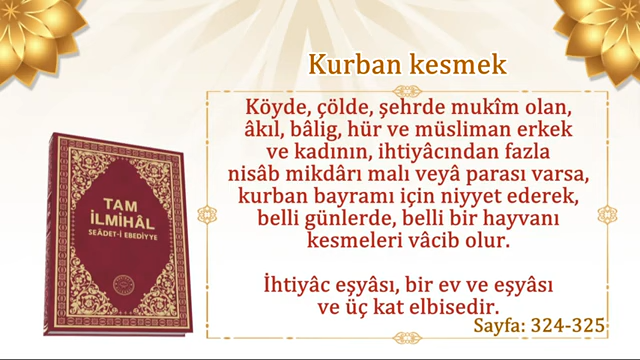 Kurban kesmek
Köyde, çölde, şehrde mukîm olan,
âkıl, bâlig, hür ve müsliman erkek
ve kadının, ihtiyâcından fazla
nisâb mikdârı malı veyâ parası varsa,
kurban bayramı için niyyet ederek,
belli günlerde, belli bir hayvanı
kesmeleri vâcib olur.
İhtiyâc eşyâsı, bir ev ve eşyâsı
ve üç kat elbisedir.
Sayfa: 324-325
TAM
İLMİHÂL
SEÂDET-İ EBEDİYYE